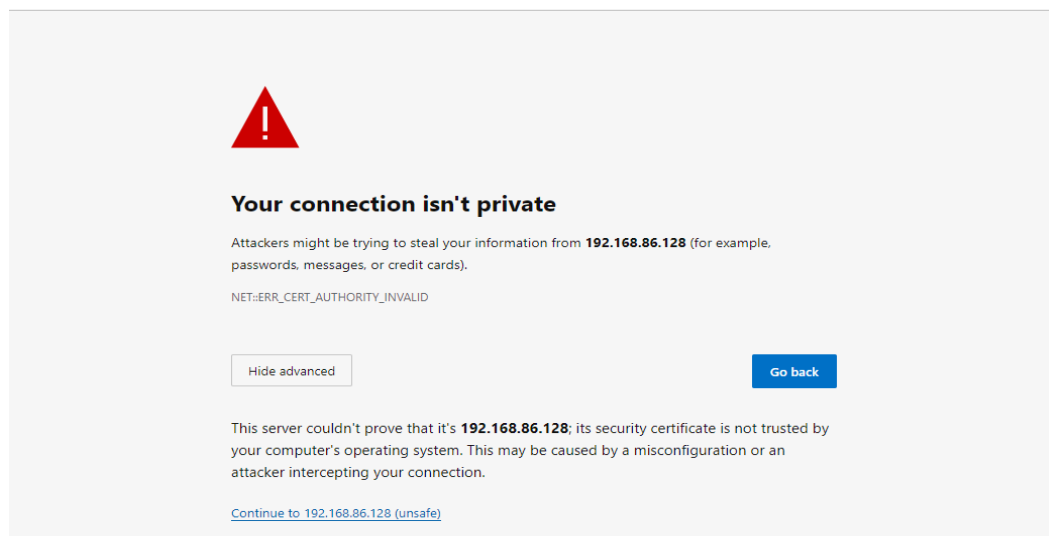 !
Your connection isn't private
Attackers might be trying to steal your information from 192.168.86.128 (for example,
passwords, messages, or credit cards).
NET::ERR_CERT_AUTHORITY_INVALID
Hide advanced
Go back
This server couldn't prove that it's 192.168.86.128; its security certificate is not trusted by
your computer's operating system. This may be caused by a misconfiguration or an
attacker intercepting your connection.
Continue to 192.168.86.128 (unsafe)